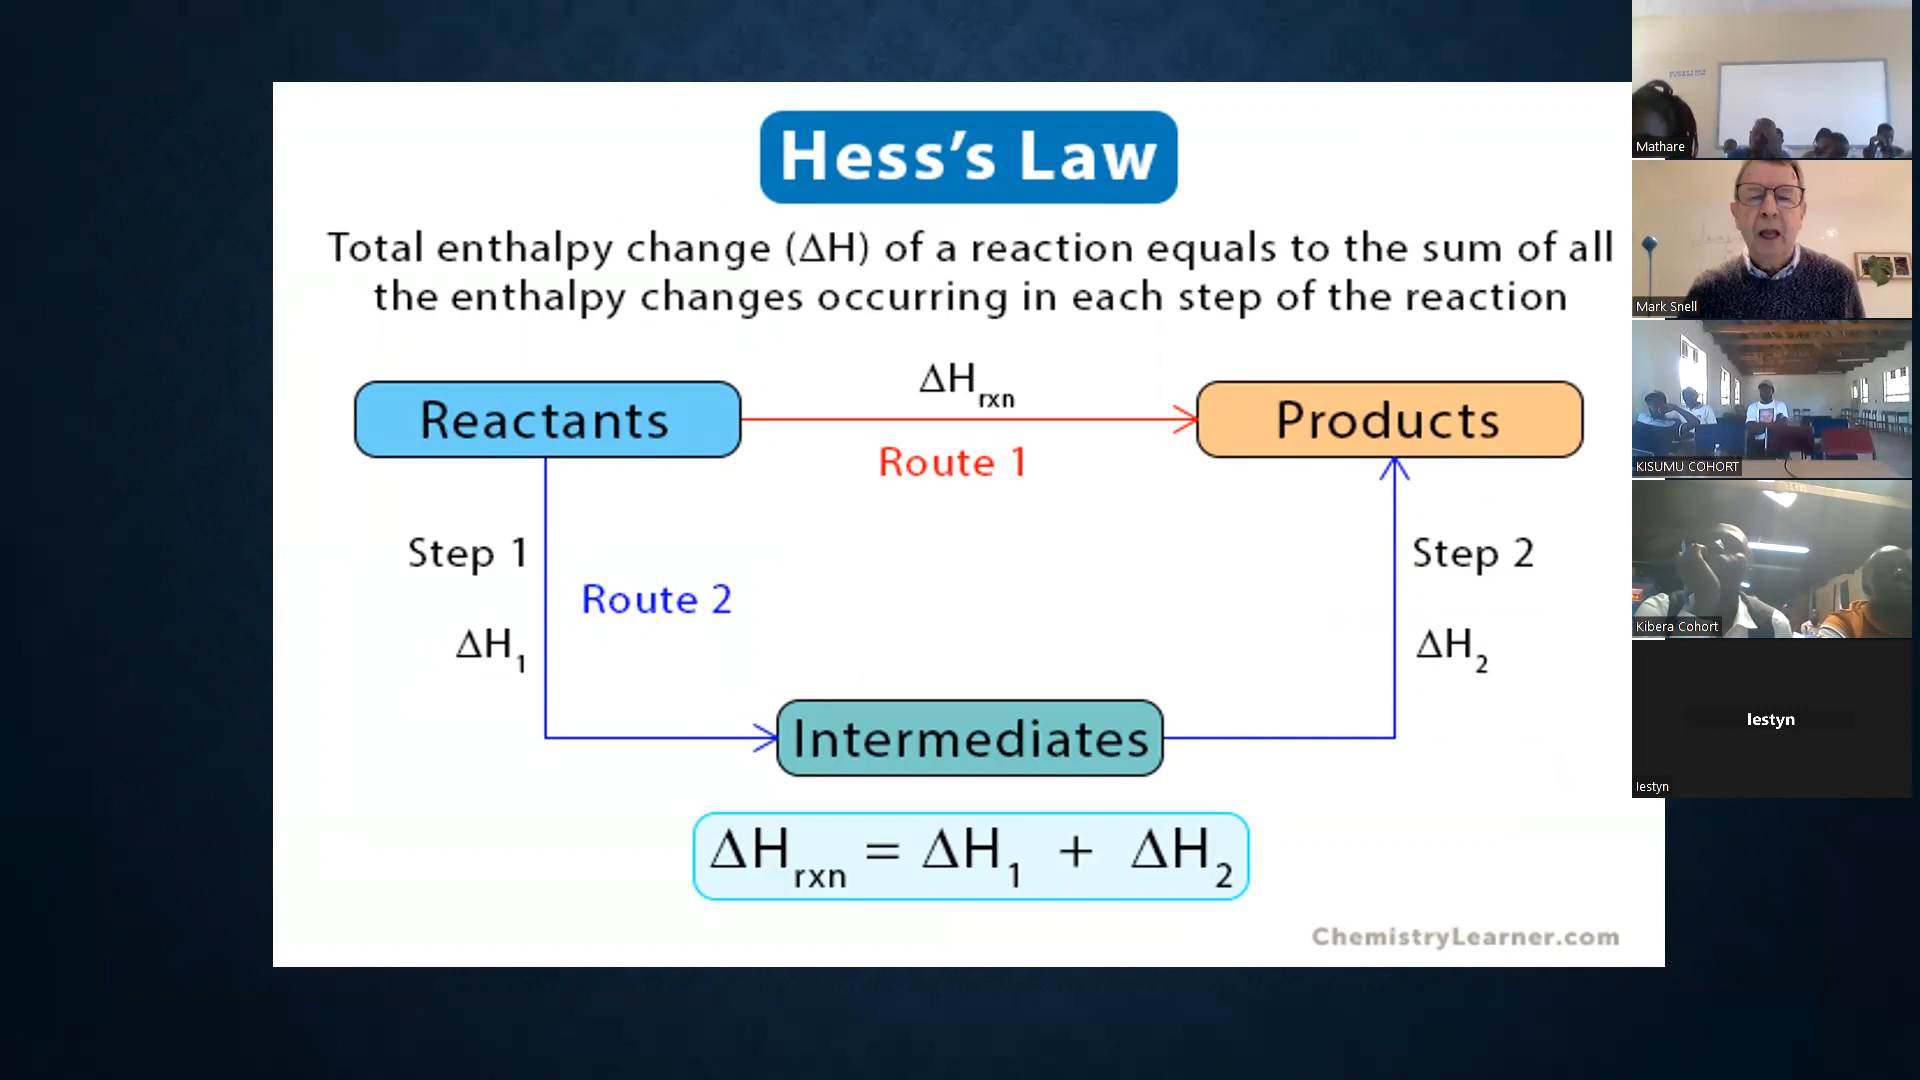 Hess's Law
Total enthalpy change (ΔH) of a reaction equals to the sum of all
the enthalpy changes occurring in each step of the reaction
Reactants
ΔHrxn
Route 1
Products
Step 1
Route 2
ΔH1
Step 2
ΔH2
Intermediates
ΔHrxn = ΔH1 + ΔH2
ChemistryLearner.com
Mathare
Mark Snell
KISUMU COHORT
Kibera Cohort
Iestyn
Iestyn